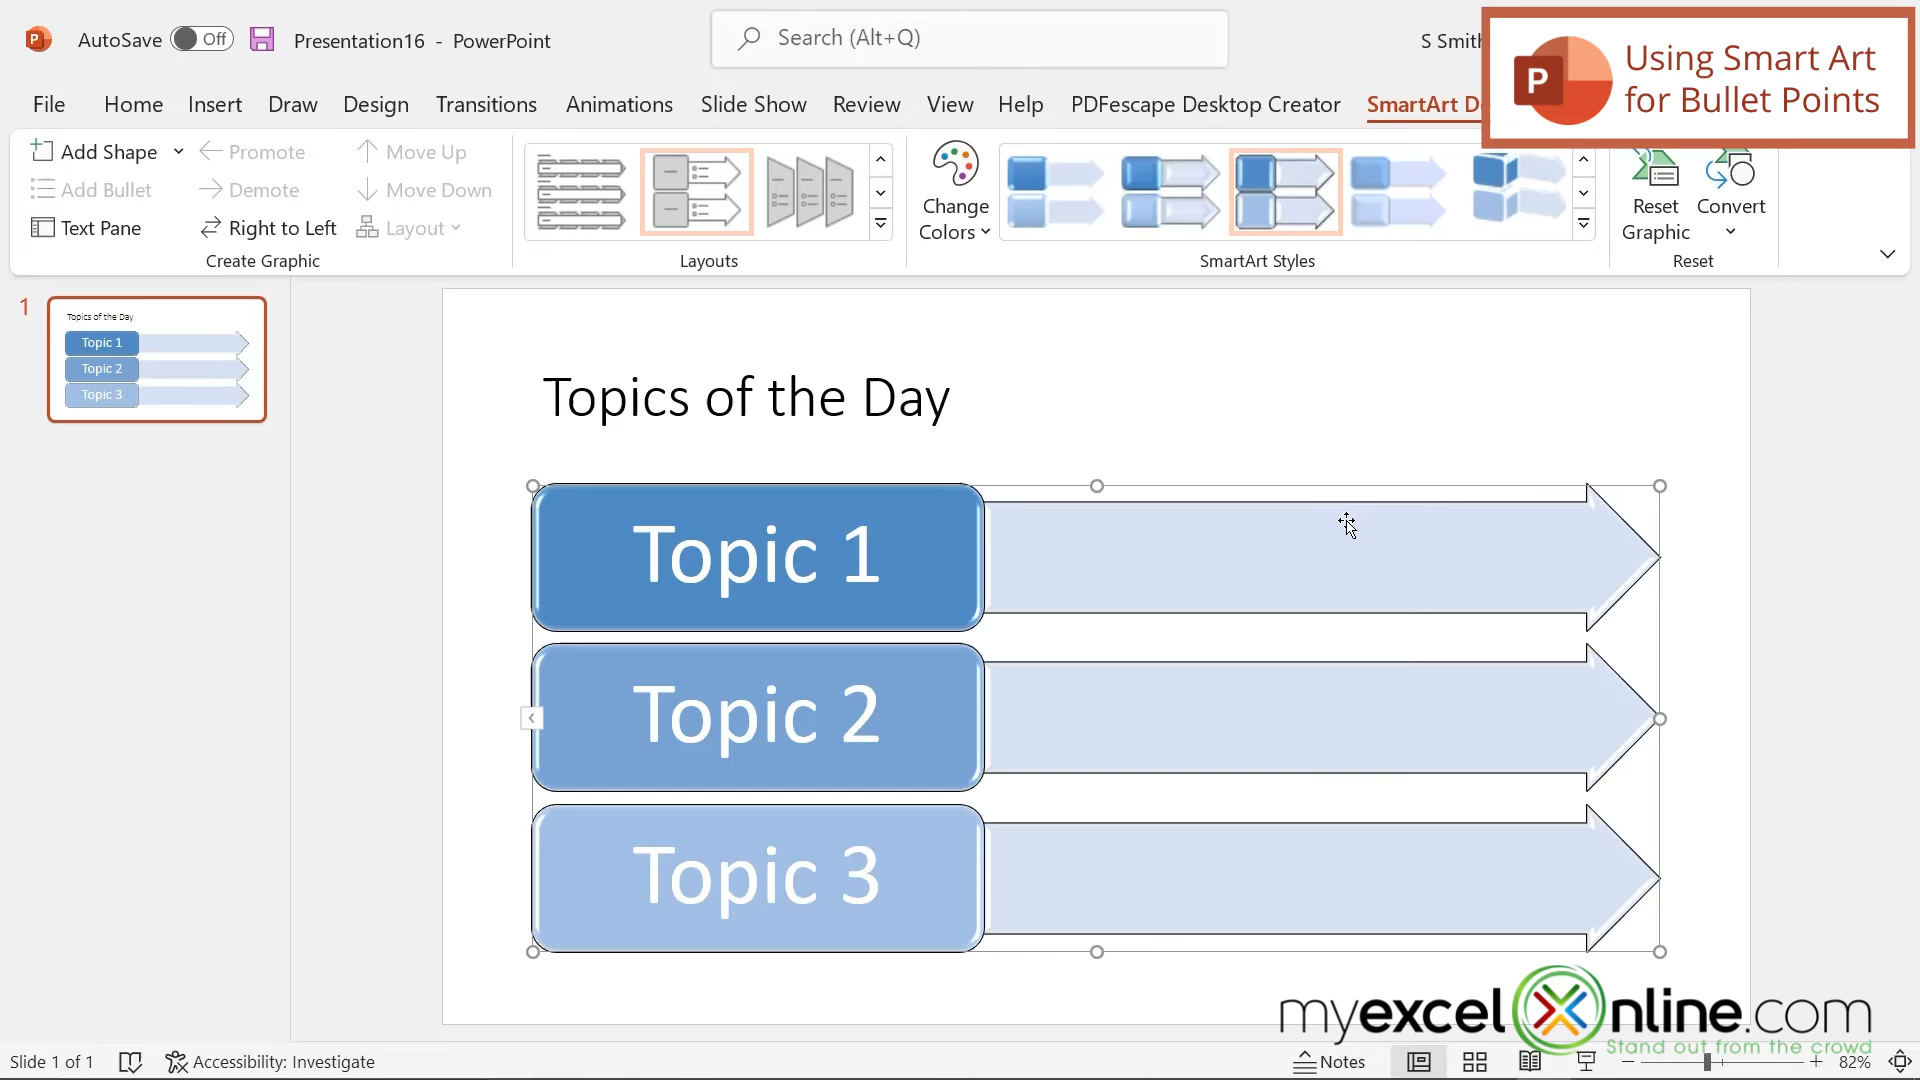 AutoSave Off Presentation16 - PowerPoint
Search (Alt+Q)
S Smith
P Using Smart Art
for Bullet Points
File Home Insert Draw Design Transitions Animations Slide Show Review View Help PDFescape Desktop Creator SmartArt D
Add Shape Promote Move Up
Add Bullet Demote Move Down
Text Pane Right to Left Layout
Create Graphic
Layouts
Change
Colors
SmartArt Styles
Reset
Graphic
Convert
Reset
1
Topics of the Day
Topic 1
Topic 2
Topic 3
Topics of the Day
Topic 1
Topic 2
Topic 3
myexcelonline.com
Stand out from the crowd
Slide 1 of 1 Accessibility: Investigate Notes 82%